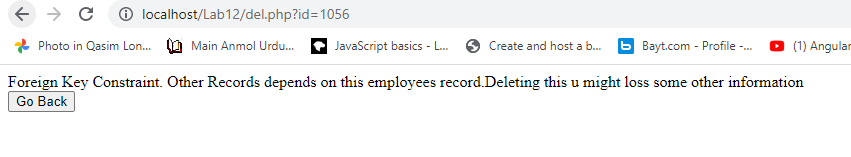 localhost/Lab12/del.php?id=1056
Photo in Qasim Lon... Main Anmol Urdu... JavaScript basics - L... Create and host a b... Bayt.com - Profile -... (1) Angular
Foreign Key Constraint. Other Records depends on this employees record.Deleting this u might loss some other information
Go Back